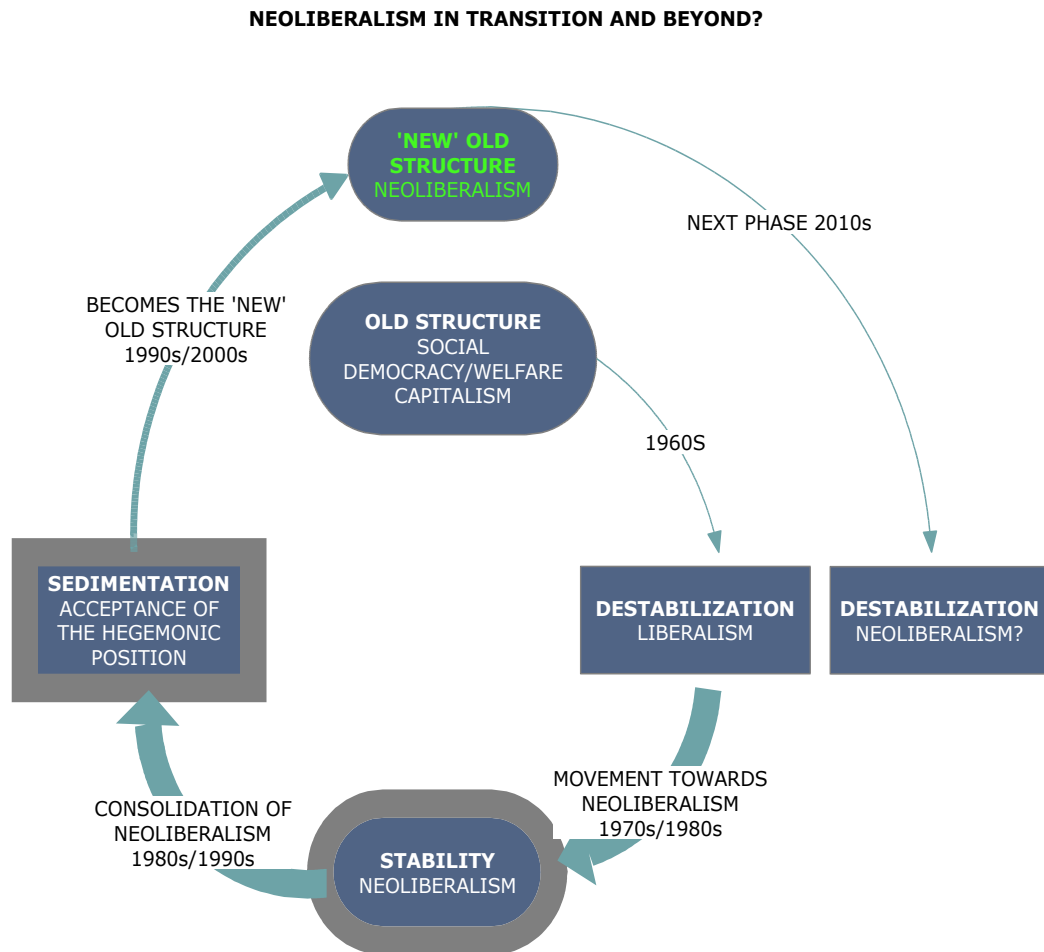 NEOLIBERALISM IN TRANSITION AND BEYOND?
'NEW' OLD
STRUCTURE
NEOLIBERALISM
NEXT PHASE 2010s
BECOMES THE 'NEW'
OLD STRUCTURE
1990s/2000s
OLD STRUCTURE
SOCIAL
DEMOCRACY/WELFARE
CAPITALISM
1960S
SEDIMENTATION
ACCEPTANCE OF
THE HEGEMONIC
POSITION
DESTABILIZATION
LIBERALISM
DESTABILIZATION
NEOLIBERALISM?
MOVEMENT TOWARDS
NEOLIBERALISM
1970s/1980s
CONSOLIDATION OF
NEOLIBERALISM
1980s/1990s
STABILITY
NEOLIBERALISM